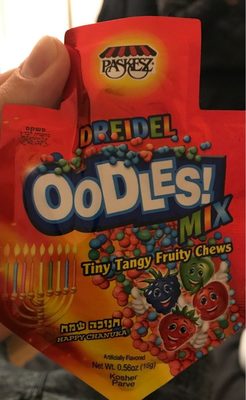 PASKESZ
DREIDEL
OODLES!
MIX
Tiny Tangy Fruity Chews
חנוכה שמח
HAPPY CHANUKA
Artificially Flavored
Net Wt. 0.56oz (16g)
Kosher
Parve